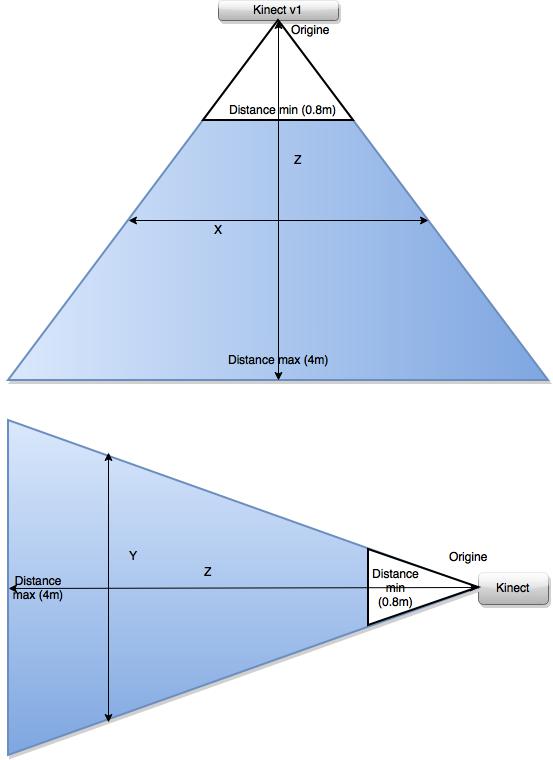 Kinect v1
Origine
Distance min (0.8m)
Z
X
Distance max (4m)
Origine
Y
Z
Distance
min
(0.8m)
Distance
max (4m)
Kinect